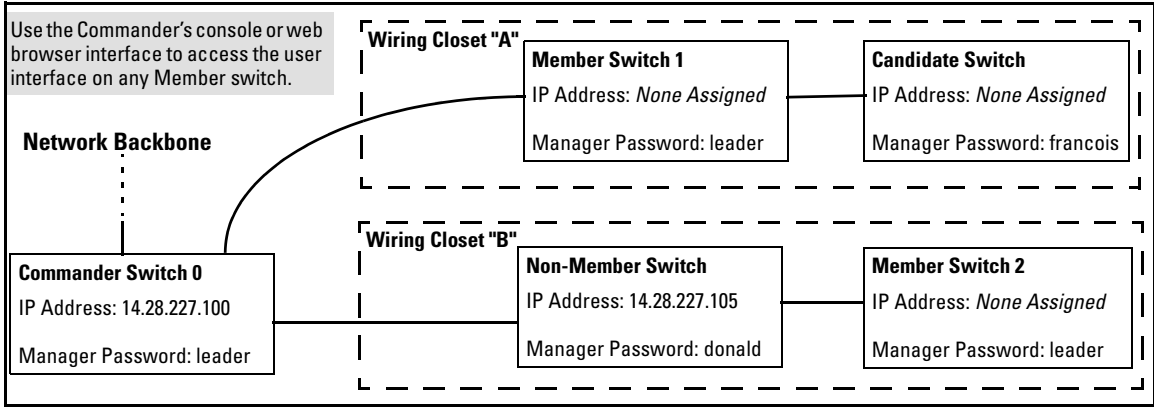 Use the Commander's console or web
browser interface to access the user
interface on any Member switch.
Network Backbone
Commander Switch 0
IP Address: 14.28.227.100
Manager Password: leader
Wiring Closet "A"
Member Switch 1
IP Address: None Assigned
Manager Password: leader
Candidate Switch
IP Address: None Assigned
Manager Password: francois
Wiring Closet "B"
Non-Member Switch
IP Address: 14.28.227.105
Manager Password: donald
Member Switch 2
IP Address: None Assigned
Manager Password: leader